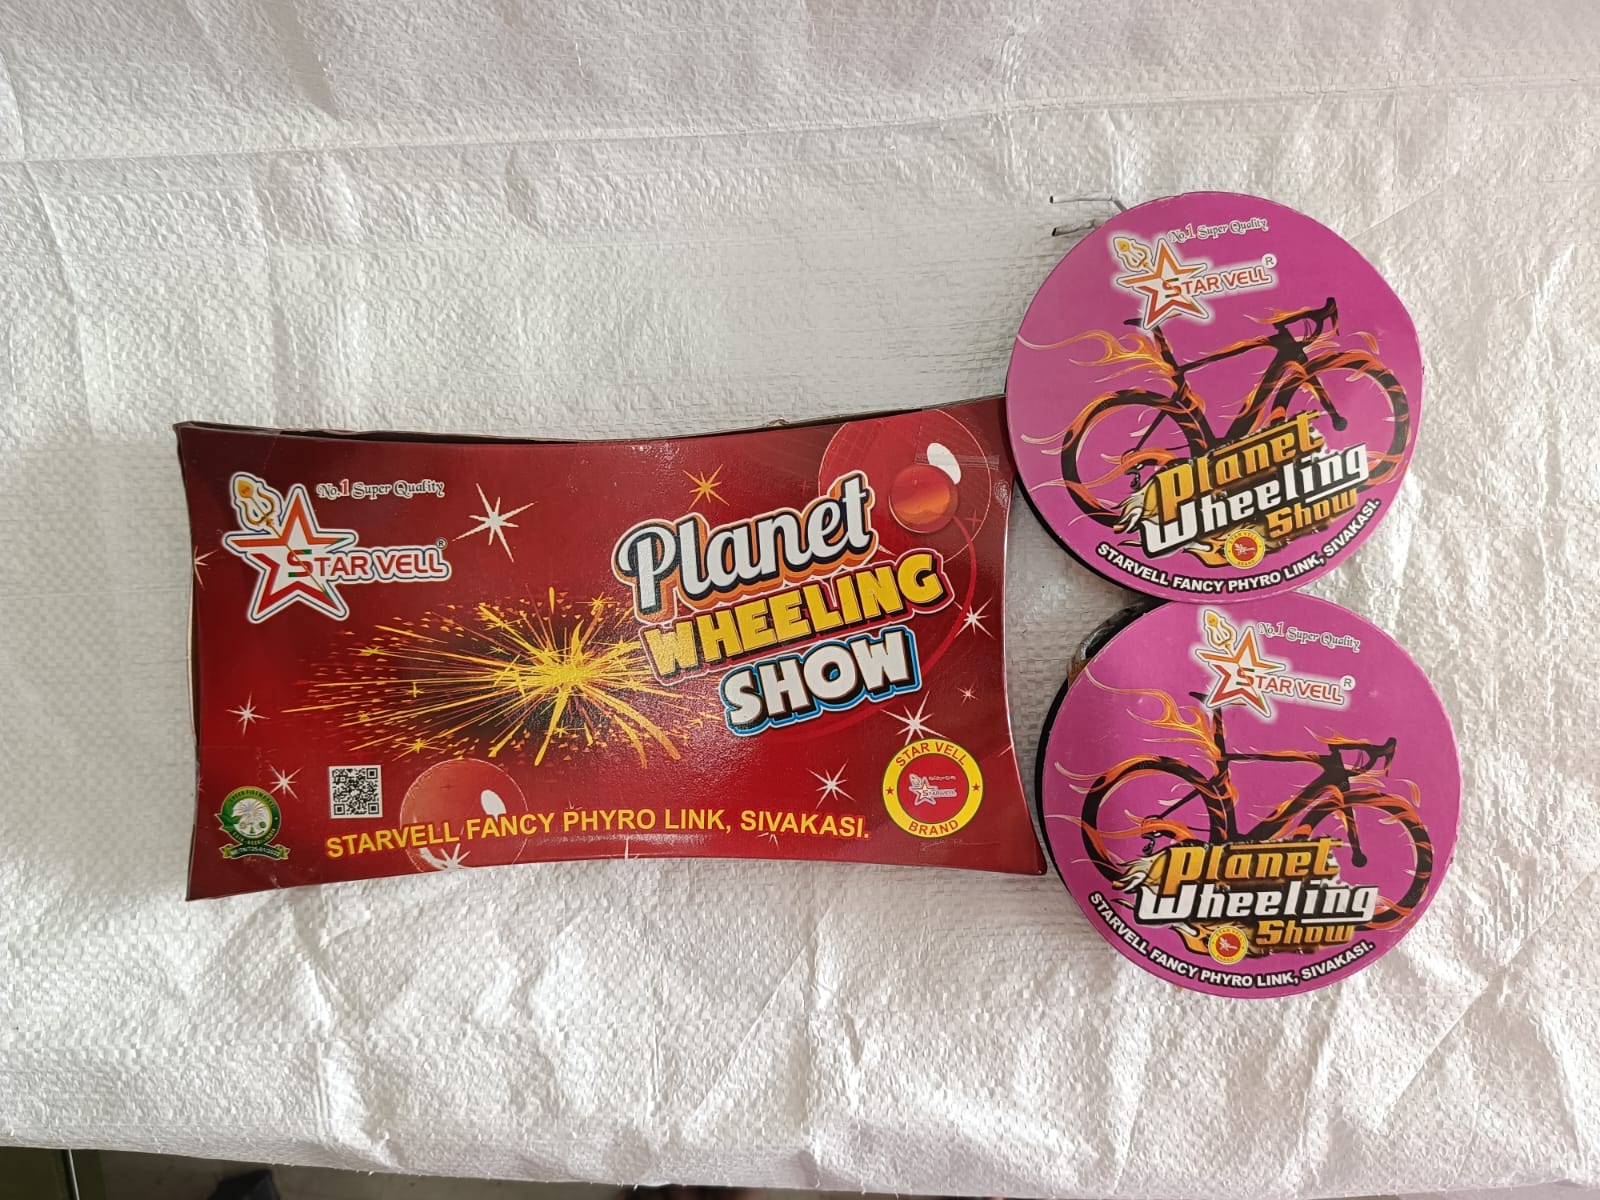 No.1 Super Quality
STAR VELL®
Planet
WHEELING
SHOW
STAR VELL
STAR VELL
BRAND
STARVELL FANCY PHYRO LINK, SIVAKASI.
No.1 Super Quality
STAR VELL®
Planet
Wheeling
Show
STARVELL FANCY PHYRO LINK, SIVAKASI.
No.1 Super Quality
STAR VELL®
Planet
Wheeling
Show
STARVELL FANCY PHYRO LINK, SIVAKASI.